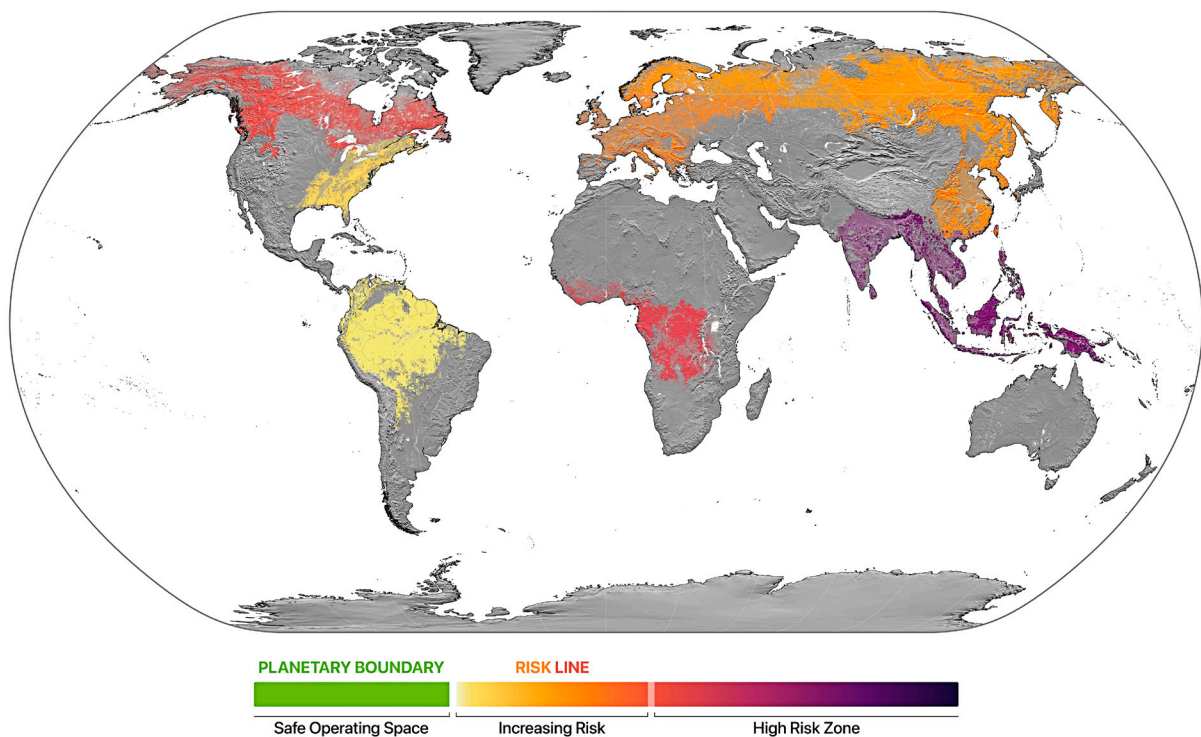 PLANETARY BOUNDARY RISK LINE
Safe Operating Space Increasing Risk High Risk Zone